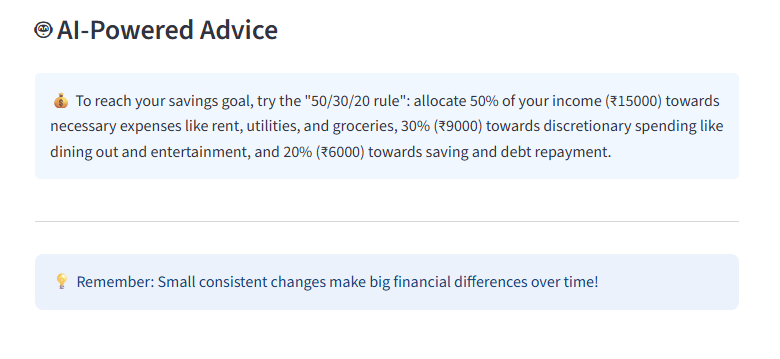 AI-Powered Advice
💰 To reach your savings goal, try the "50/30/20 rule": allocate 50% of your income (₹15000) towards
necessary expenses like rent, utilities, and groceries, 30% (₹9000) towards discretionary spending like
dining out and entertainment, and 20% (₹6000) towards saving and debt repayment.
💡 Remember: Small consistent changes make big financial differences over time!